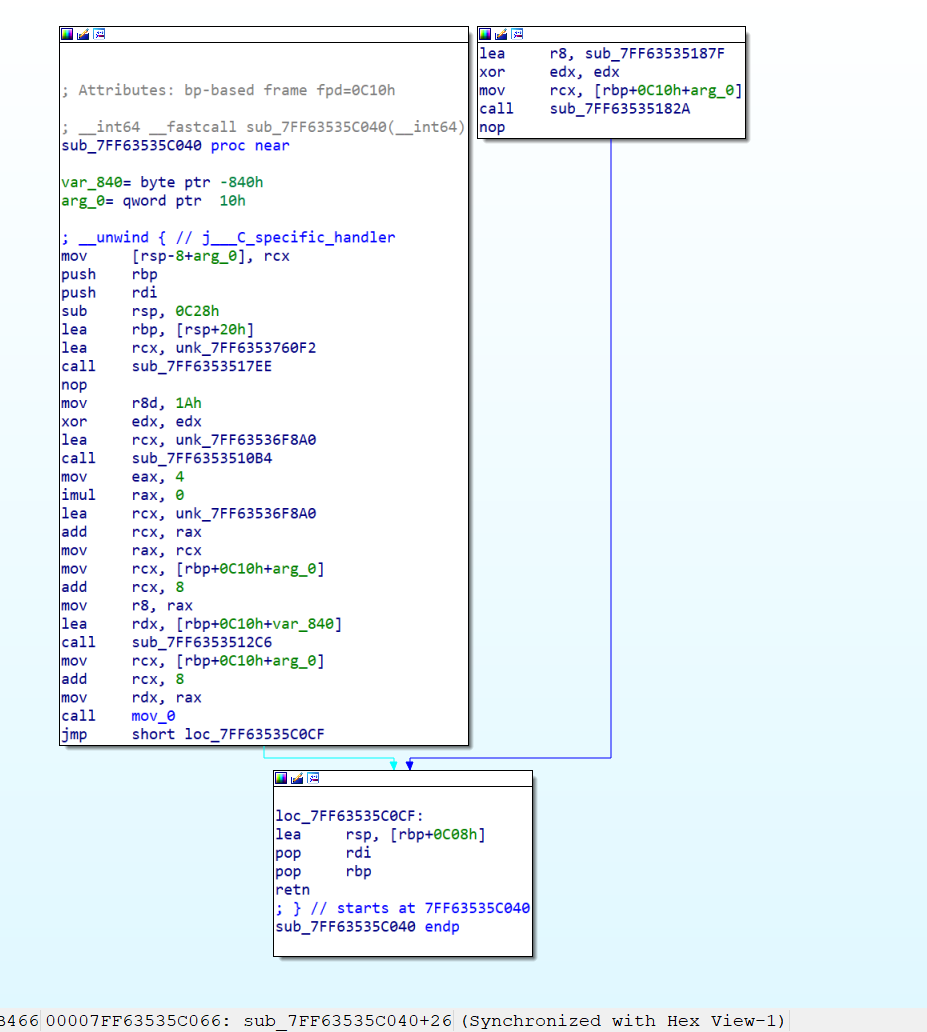 ; Attributes: bp-based frame fpd=0C10h
; __int64 __fastcall sub_7FF63535C040(__int64)
sub_7FF63535C040 proc near
var_840= byte ptr -840h
arg_0= qword ptr  10h
; __unwind { // j___C_specific_handler
mov     [rsp-8+arg_0], rcx
push    rbp
push    rdi
sub     rsp, 0C28h
lea     rbp, [rsp+20h]
lea     rcx, unk_7FF6353760F2
call    sub_7FF6353517EE
nop
mov     r8d, 1Ah
xor     edx, edx
lea     rcx, unk_7FF63536F8A0
call    sub_7FF6353510B4
mov     eax, 4
imul    rax, 0
lea     rcx, unk_7FF63536F8A0
add     rcx, rax
mov     rax, rcx
mov     rcx, [rbp+0C10h+arg_0]
add     rcx, 8
mov     r8, rax
lea     rdx, [rbp+0C10h+var_840]
call    sub_7FF6353512C6
mov     rcx, [rbp+0C10h+arg_0]
add     rcx, 8
mov     rdx, rax
call    mov_0
jmp     short loc_7FF63535C0CF
lea     r8, sub_7FF63535187F
xor     edx, edx
mov     rcx, [rbp+0C10h+arg_0]
call    sub_7FF63535182A
nop
loc_7FF63535C0CF:
lea     rsp, [rbp+0C08h]
pop     rdi
pop     rbp
retn
; } // starts at 7FF63535C040
sub_7FF63535C040 endp
B466 00007FF63535C066: sub_7FF63535C040+26 (Synchronized with Hex View-1)